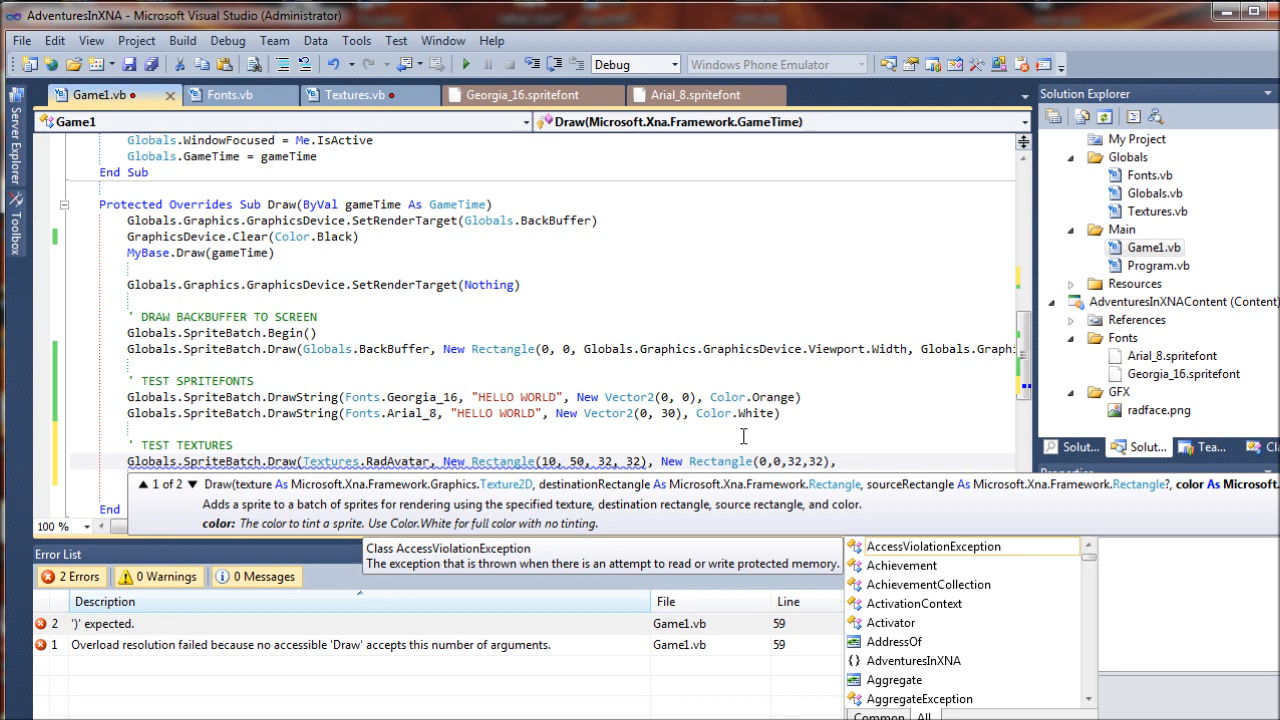 AdventuresInXNA - Microsoft Visual Studio (Administrator)
File Edit View Project Build Debug Team Data Tools Test Window Help
Debug Windows Phone Emulator
Game1.vb Fonts.vb Textures.vb Georgia_16.spritefont Arial_8.spritefont
Game1 Draw(Microsoft.Xna.Framework.GameTime)
Server Explorer
Toolbox
Globals.WindowFocused = Me.IsActive
Globals.GameTime = gameTime
End Sub
Protected Overrides Sub Draw(ByVal gameTime As GameTime)
Globals.Graphics.GraphicsDevice.SetRenderTarget(Globals.BackBuffer)
GraphicsDevice.Clear(Color.Black)
MyBase.Draw(gameTime)
Globals.Graphics.GraphicsDevice.SetRenderTarget(Nothing)
' DRAW BACKBUFFER TO SCREEN
Globals.SpriteBatch.Begin()
Globals.SpriteBatch.Draw(Globals.BackBuffer, New Rectangle(0, 0, Globals.Graphics.GraphicsDevice.Viewport.Width, Globals.Graph
' TEST SPRITEFONTS
Globals.SpriteBatch.DrawString(Fonts.Georgia_16, "HELLO WORLD", New Vector2(0, 0), Color.Orange)
Globals.SpriteBatch.DrawString(Fonts.Arial_8, "HELLO WORLD", New Vector2(0, 30), Color.White)
' TEST TEXTURES
Globals.SpriteBatch.Draw(Textures.RadAvatar, New Rectangle(10, 50, 32, 32), New Rectangle(0,0,32,32),
1 of 2 Draw(texture As Microsoft.Xna.Framework.Graphics.Texture2D, destinationRectangle As Microsoft.Xna.Framework.Rectangle, sourceRectangle As Microsoft.Xna.Framework.Rectangle?, color As Microsoft.
Adds a sprite to a batch of sprites for rendering using the specified texture, destination rectangle, source rectangle, and color.
color: The color to tint a sprite. Use Color.White for full color with no tinting.
End
100 %
Class AccessViolationException
The exception that is thrown when there is an attempt to read or write protected memory.
AccessViolationException
Achievement
AchievementCollection
ActivationContext
Activator
AddressOf
{} AdventuresInXNA
Aggregate
AggregateException
Common All
Error List
2 Errors 0 Warnings 0 Messages
Description File Line
2 ')' expected. Game1.vb 59
1 Overload resolution failed because no accessible 'Draw' accepts this number of arguments. Game1.vb 59
Solution Explorer
My Project
Globals
Fonts.vb
Globals.vb
Textures.vb
Main
Game1.vb
Program.vb
Resources
AdventuresInXNAContent (Content)
References
Fonts
Arial_8.spritefont
Georgia_16.spritefont
GFX
radface.png
Solut... Solut... Tea... Cl